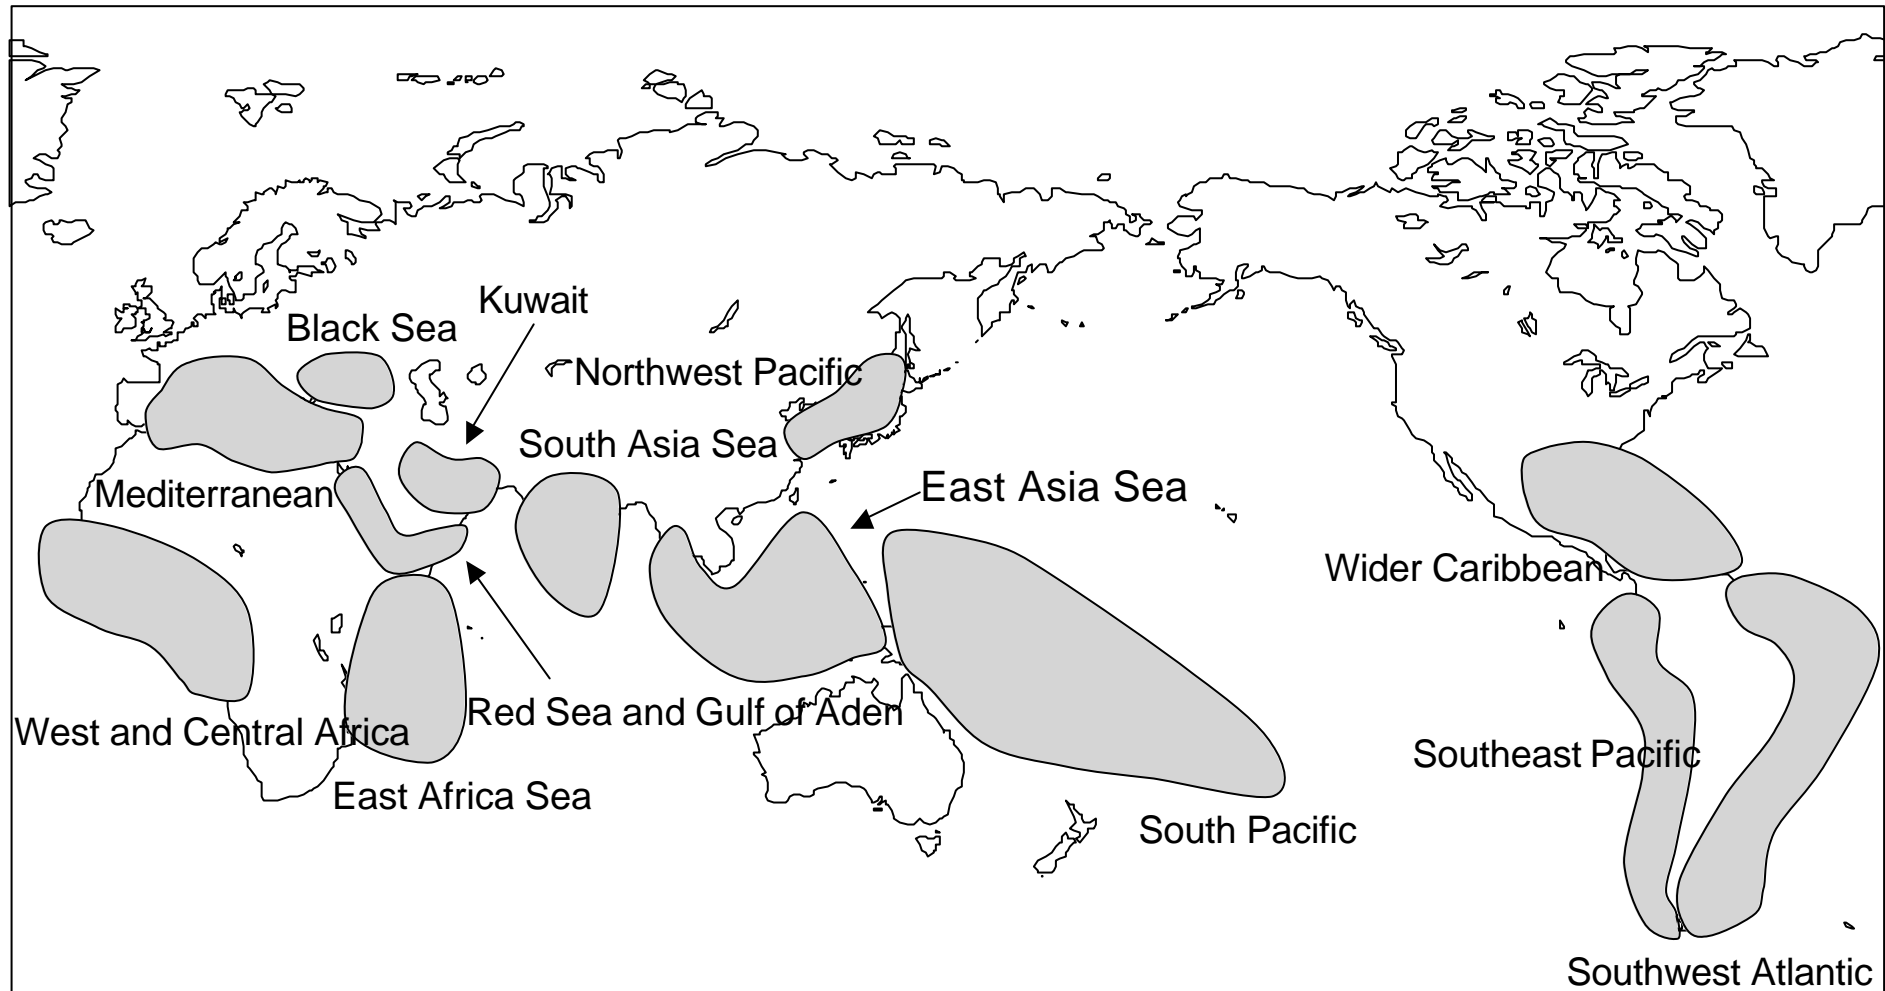 Kuwait
Black Sea
Northwest Pacific
South Asia Sea
East Asia Sea
Mediterranean
Wider Caribbean
Red Sea and Gulf of Aden
West and Central Africa
Southeast Pacific
East Africa Sea
South Pacific
Southwest Atlantic